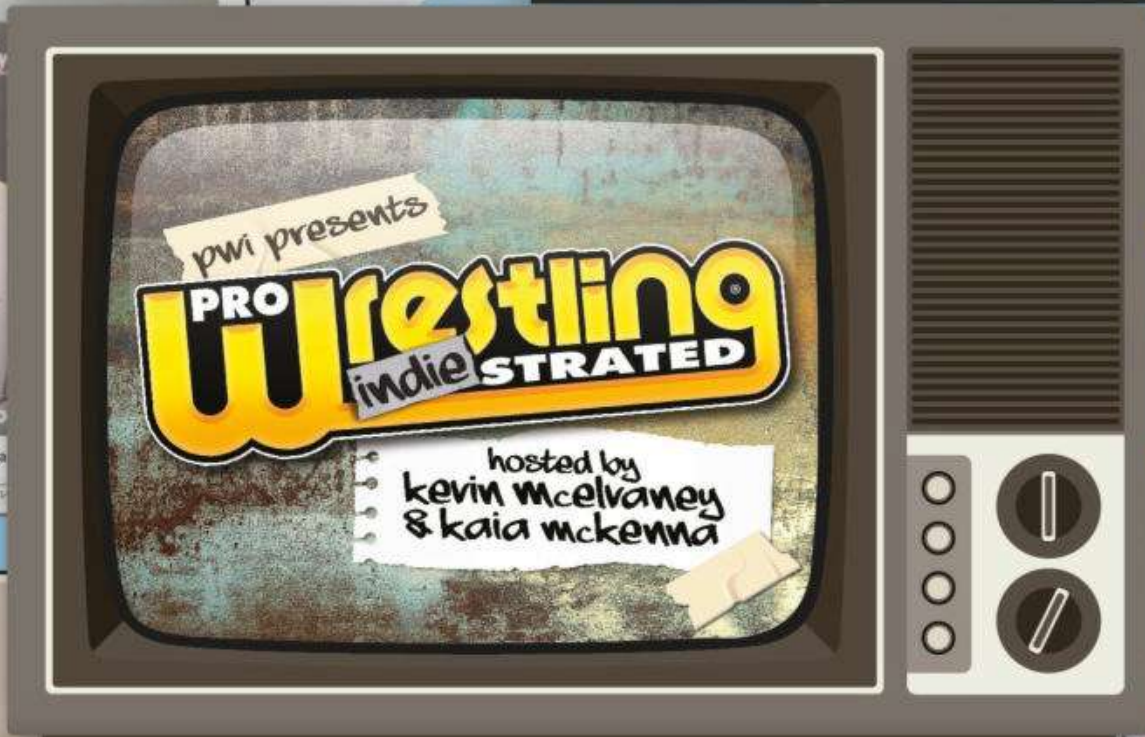 pwi presents
PRO Wrestling®
indie STRATED
hosted by
kevin mcelvaney
& kaia mckenna